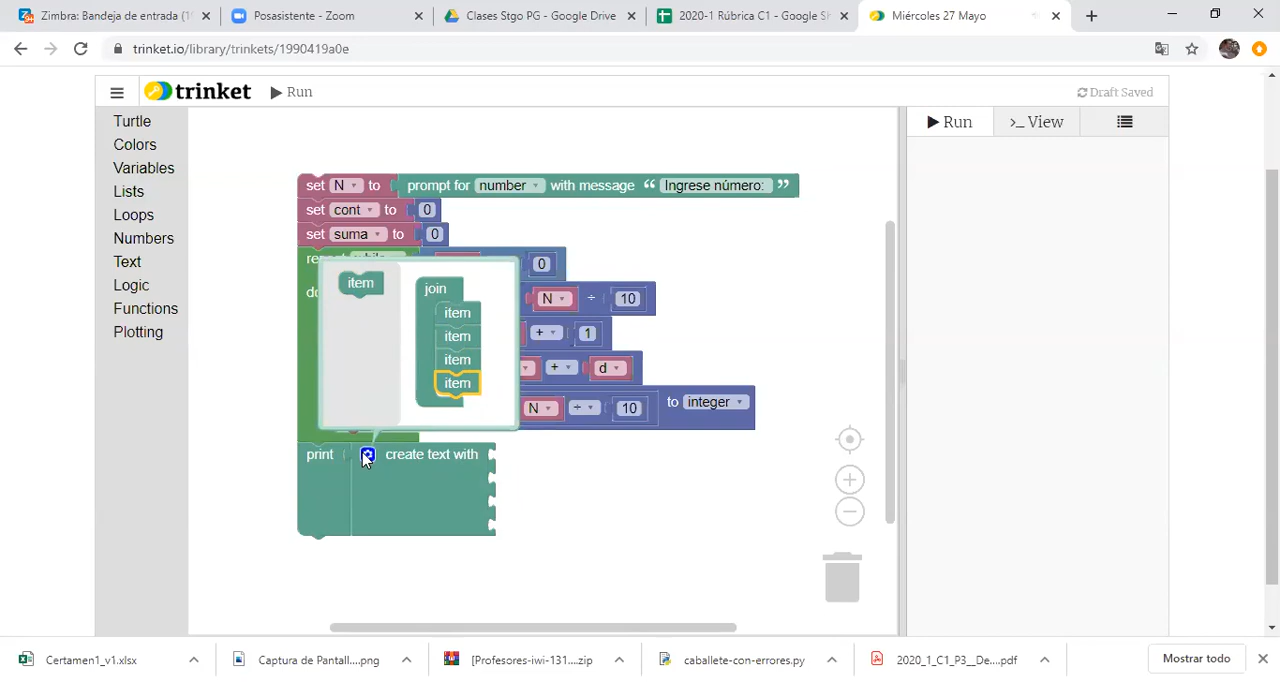 Zimbra: Bandeja de entrada (1
Posasistente - Zoom
Clases Stgo PG - Google Drive
2020-1 Rúbrica C1 - Google Sh
Miércoles 27 Mayo
trinket.io/library/trinkets/1990419a0e
trinket
Run
Draft Saved
Turtle
Colors
Variables
Lists
Loops
Numbers
Text
Logic
Functions
Plotting
Run
>_ View
set N to prompt for number with message “ Ingrese número: ”
set cont to 0
set suma to 0
0
do
N ÷ 10
+ 1
+ d
N ÷ 10 to integer
item
join
item
item
item
item
print create text with
Certamen1_v1.xlsx
Captura de Pantall....png
[Profesores-iwi-131....zip
caballete-con-errores.py
2020_1_C1_P3__De....pdf
Mostrar todo